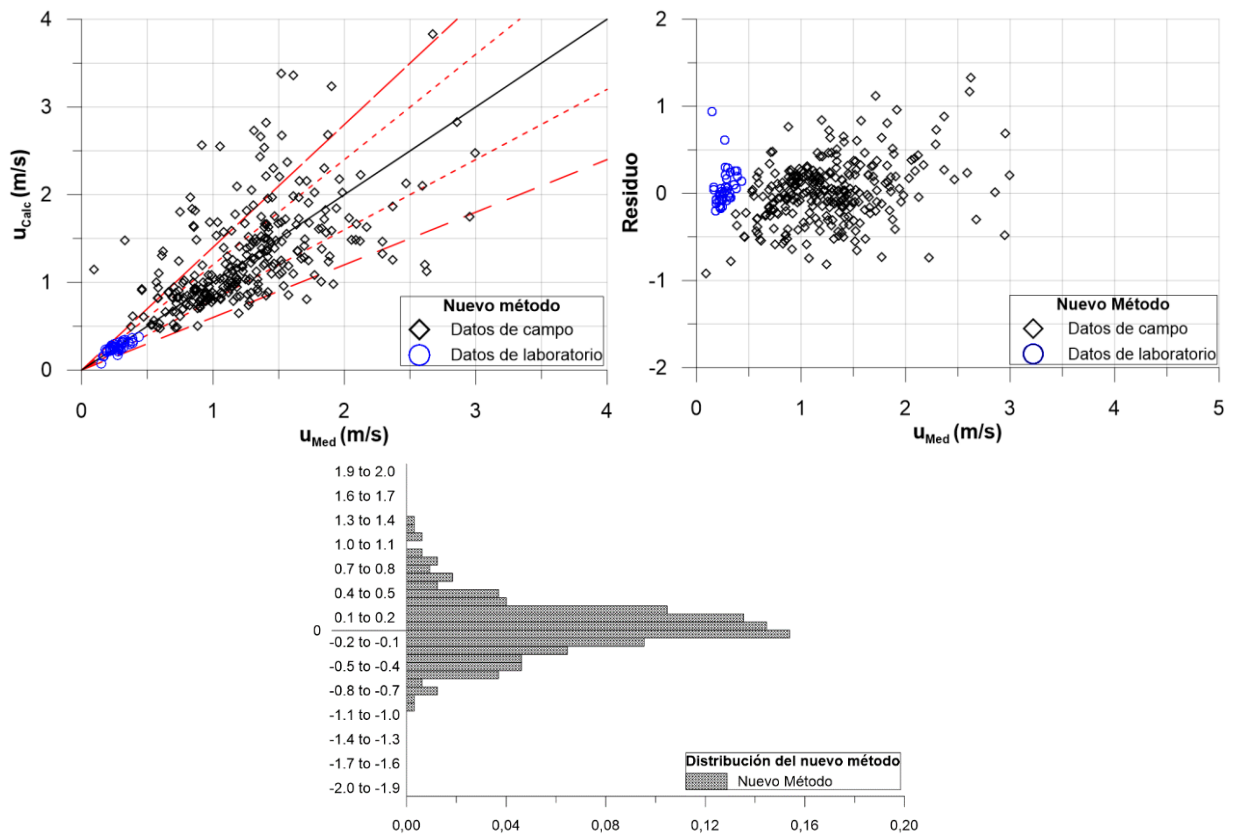 4
3
2
1
0
u_Calc (m/s)
0
1
2
3
4
u_Med (m/s)
Nuevo método
Datos de campo
Datos de laboratorio
2
1
0
-1
-2
Residuo
0
1
2
3
4
5
u_Med (m/s)
Nuevo Método
Datos de campo
Datos de laboratorio
1.9 to 2.0
1.6 to 1.7
1.3 to 1.4
1.0 to 1.1
0.7 to 0.8
0.4 to 0.5
0.1 to 0.2
0
-0.2 to -0.1
-0.5 to -0.4
-0.8 to -0.7
-1.1 to -1.0
-1.4 to -1.3
-1.7 to -1.6
-2.0 to -1.9
Distribución del nuevo método
Nuevo Método
0,00
0,04
0,08
0,12
0,16
0,20